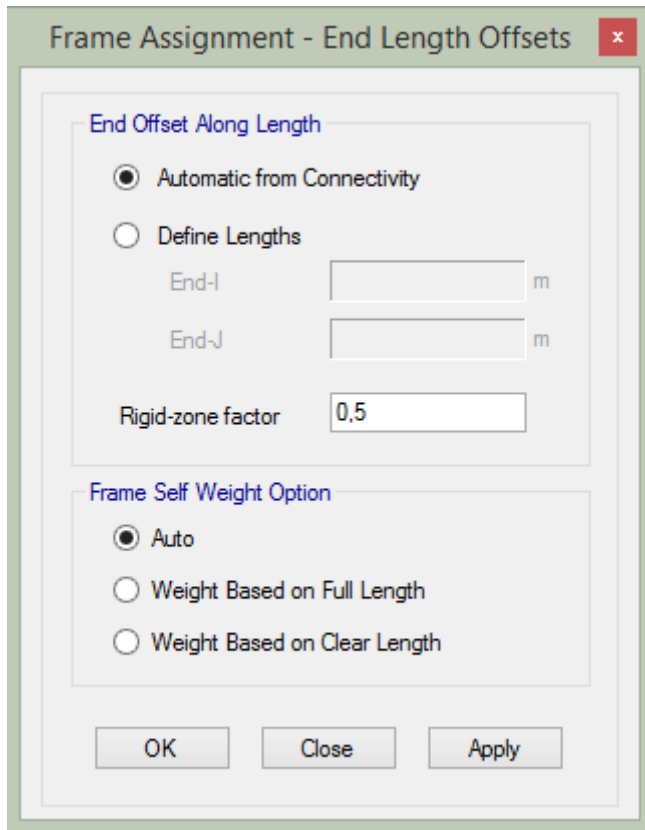 Frame Assignment - End Length Offsets x
End Offset Along Length
Automatic from Connectivity
Define Lengths
End-I m
End-J m
Rigid-zone factor 0,5
Frame Self Weight Option
Auto
Weight Based on Full Length
Weight Based on Clear Length
OK Close Apply